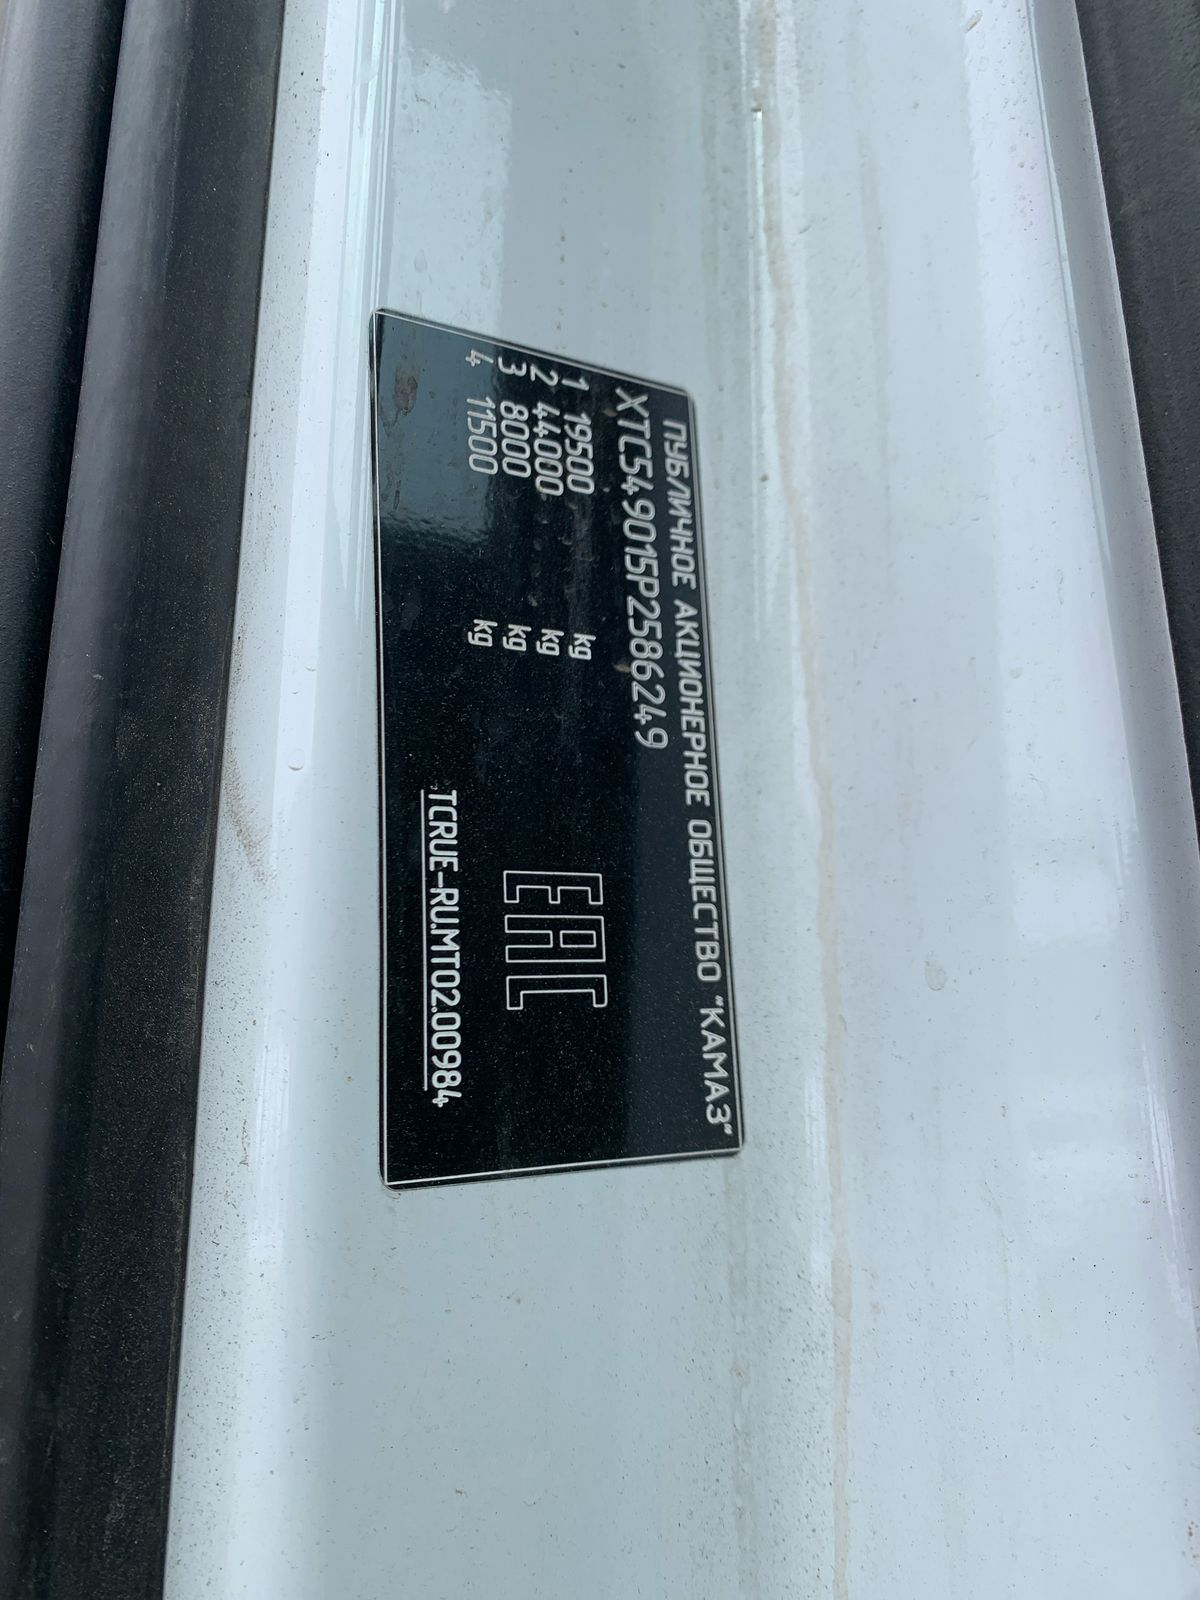 ПУБЛИЧНОЕ АКЦИОНЕРНОЕ ОБЩЕСТВО "КАМАЗ"
XTC549015P2586249
1 19500 kg
2 44000 kg
3 8000 kg
4 11500 kg
EAC
TCRUE-RU.MT02.00984